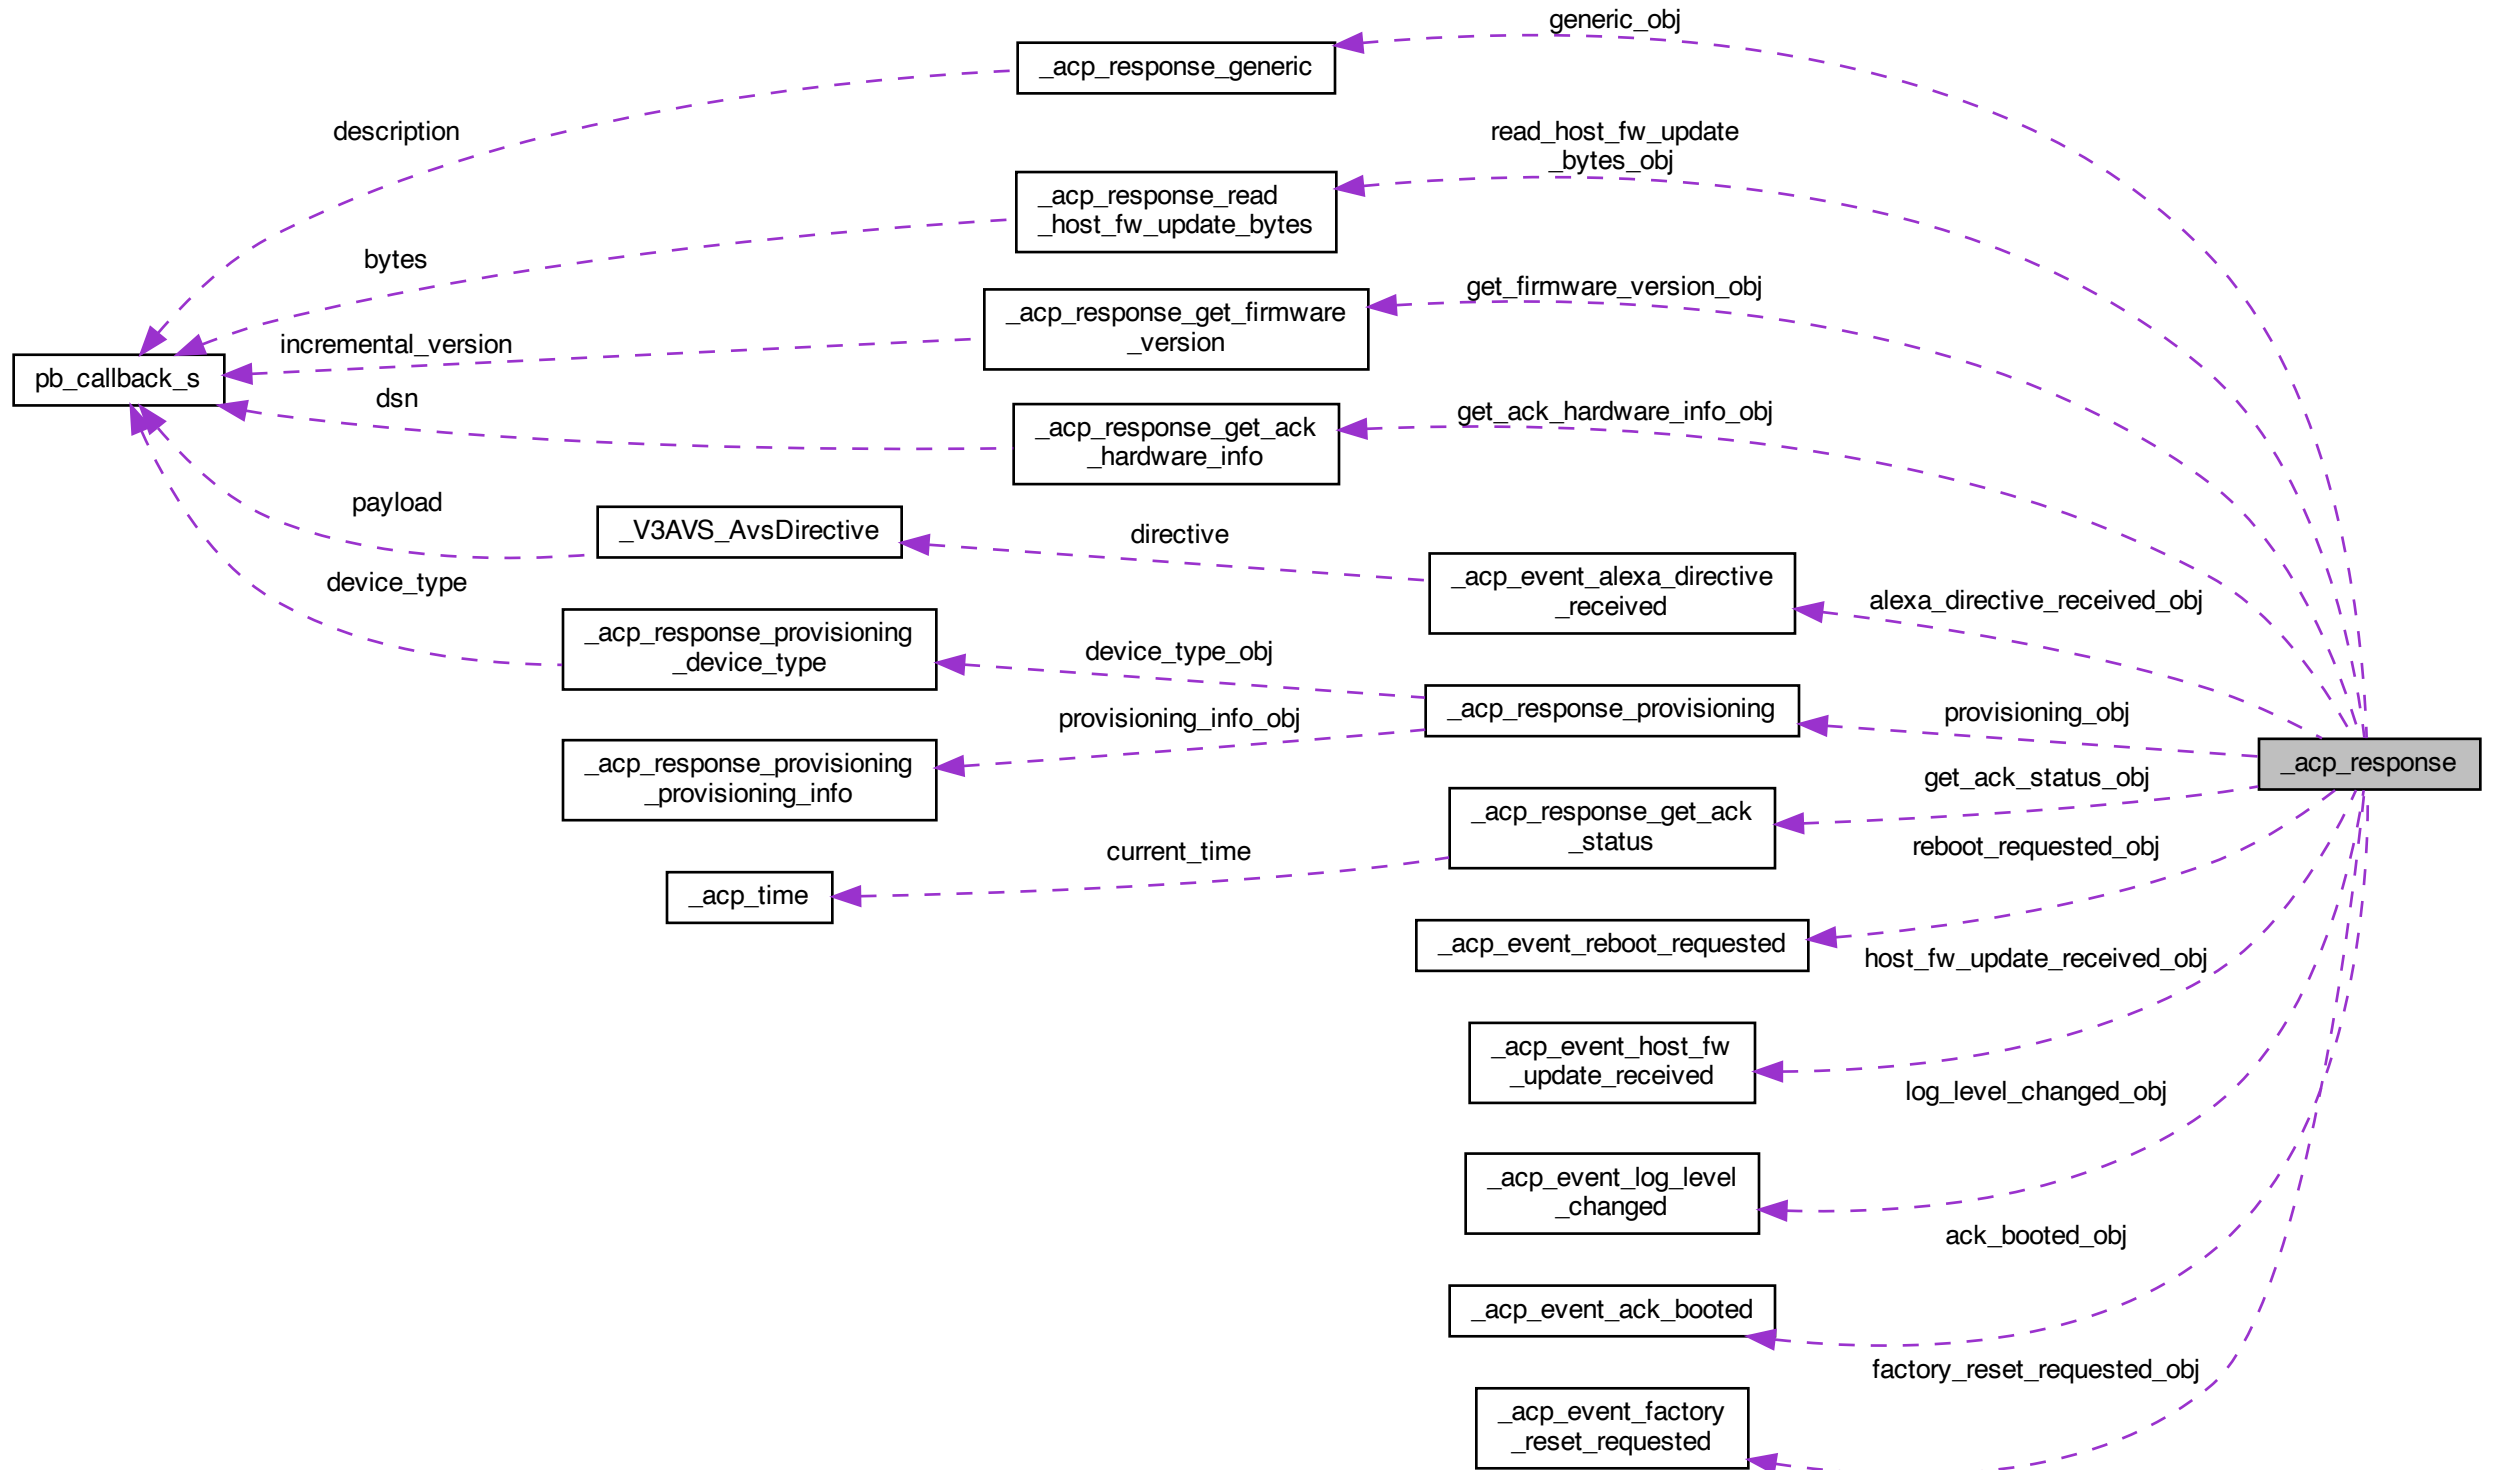 generic_obj
_acp_response_generic
description
read_host_fw_update
_bytes_obj
_acp_response_read
_host_fw_update_bytes
bytes
get_firmware_version_obj
_acp_response_get_firmware
_version
incremental_version
pb_callback_s
dsn
get_ack_hardware_info_obj
_acp_response_get_ack
_hardware_info
payload
_V3AVS_AvsDirective
directive
_acp_event_alexa_directive
_received
alexa_directive_received_obj
device_type
_acp_response_provisioning
_device_type
device_type_obj
_acp_response_provisioning
provisioning_obj
provisioning_info_obj
_acp_response_provisioning
_provisioning_info
_acp_response
get_ack_status_obj
_acp_response_get_ack
_status
current_time
_acp_time
reboot_requested_obj
_acp_event_reboot_requested
host_fw_update_received_obj
_acp_event_host_fw
_update_received
log_level_changed_obj
_acp_event_log_level
_changed
ack_booted_obj
_acp_event_ack_booted
factory_reset_requested_obj
_acp_event_factory
_reset_requested